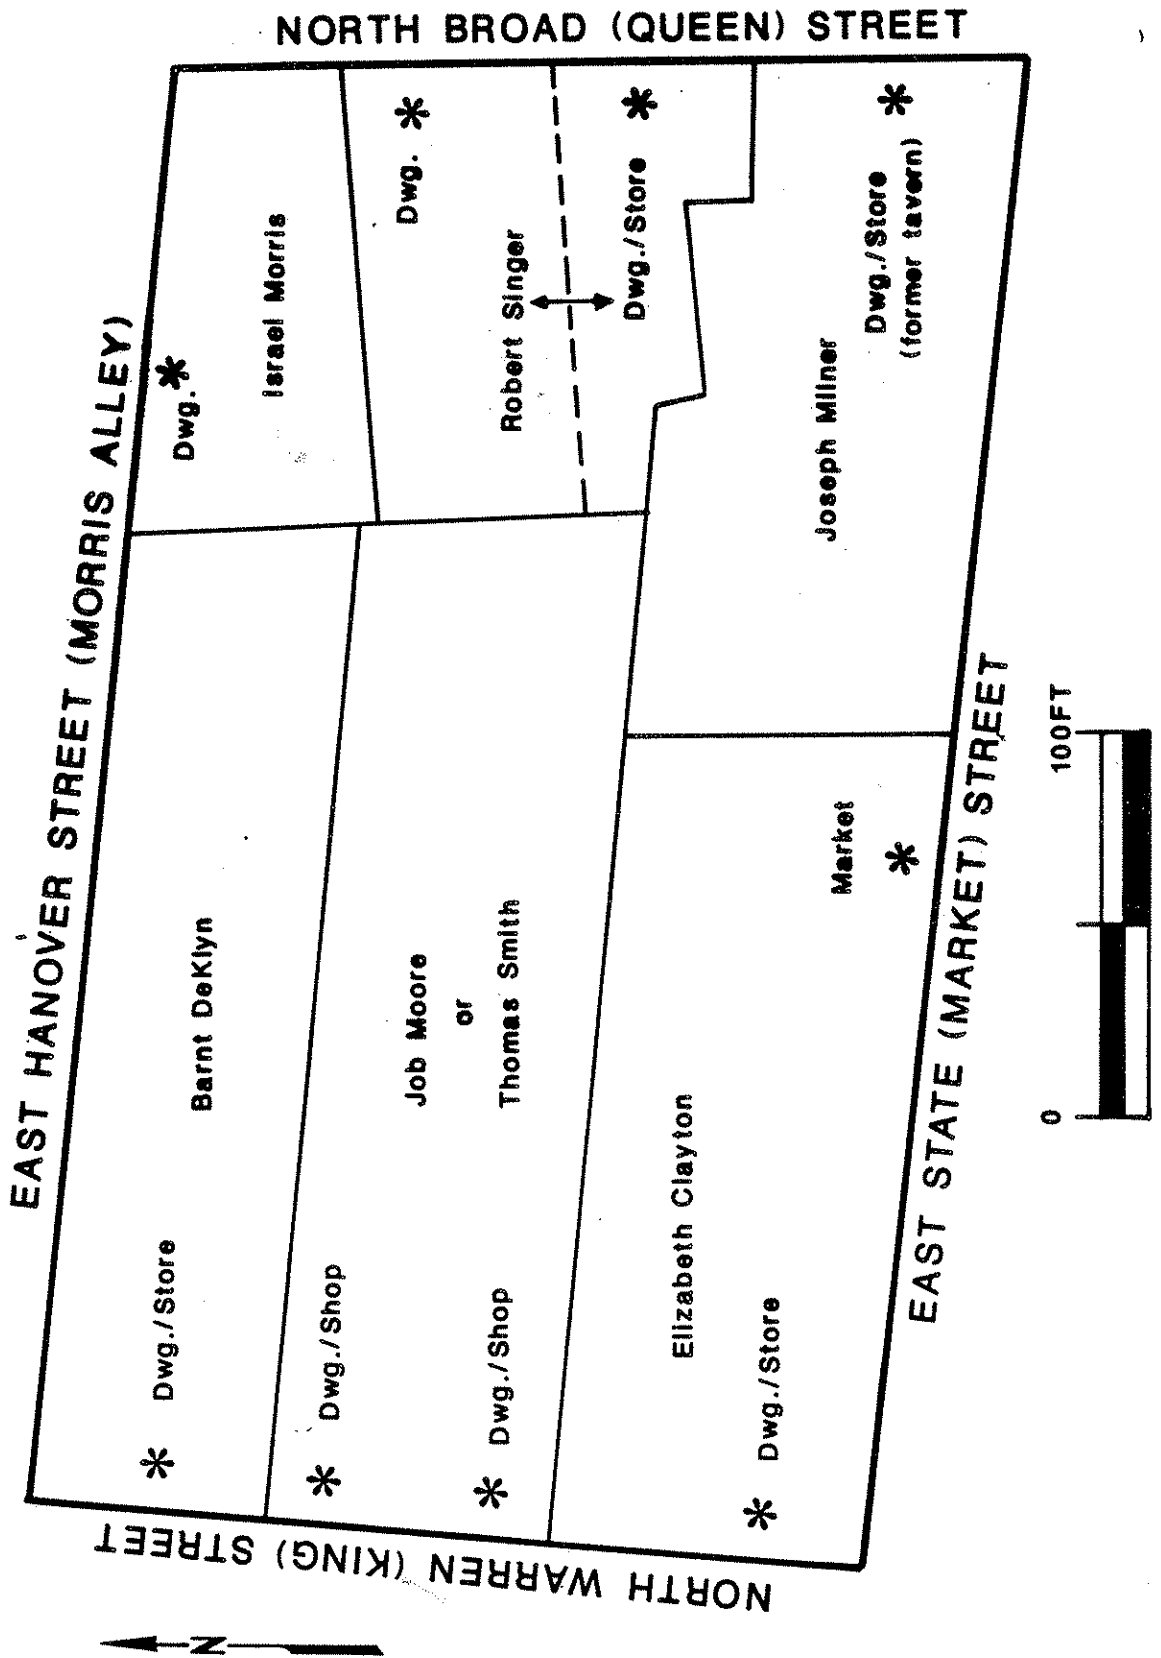 NORTH BROAD (QUEEN) STREET
EAST HANOVER STREET (MORRIS ALLEY)
Dwg.
Israel Morris
Dwg.
Robert Singer
Dwg./Store
Dwg./Store
(former tavern)
Joseph Milnor
Barnt DeKlyn
Dwg./Store
Job Moore
or
Thomas Smith
Dwg./Shop
Dwg./Shop
Elizabeth Clayton
Dwg./Store
Market
EAST STATE (MARKET) STREET
NORTH WARREN (KING) STREET
0
100FT
N